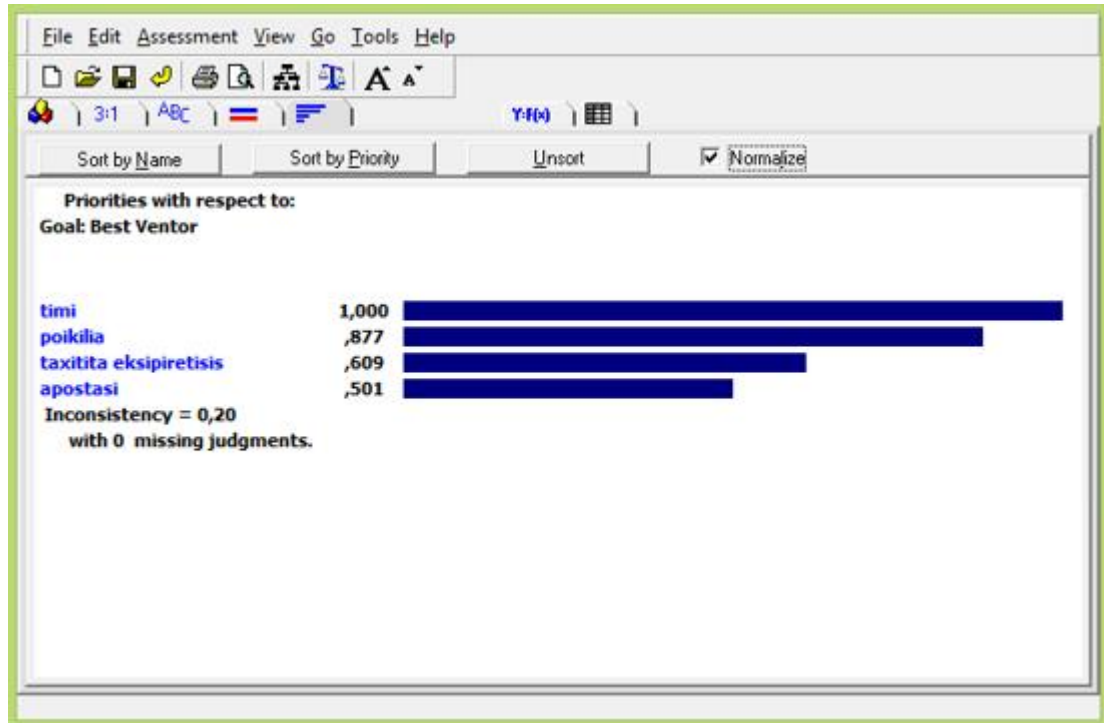 File Edit Assessment View Go Tools Help
A A
3:1 ABC Y:F(x)
Sort by Name Sort by Priority Unsort Normalize
Priorities with respect to:
Goal: Best Ventor
timi 1,000
poikilia ,877
taxitita eksipiretisis ,609
apostasi ,501
Inconsistency = 0,20
with 0 missing judgments.